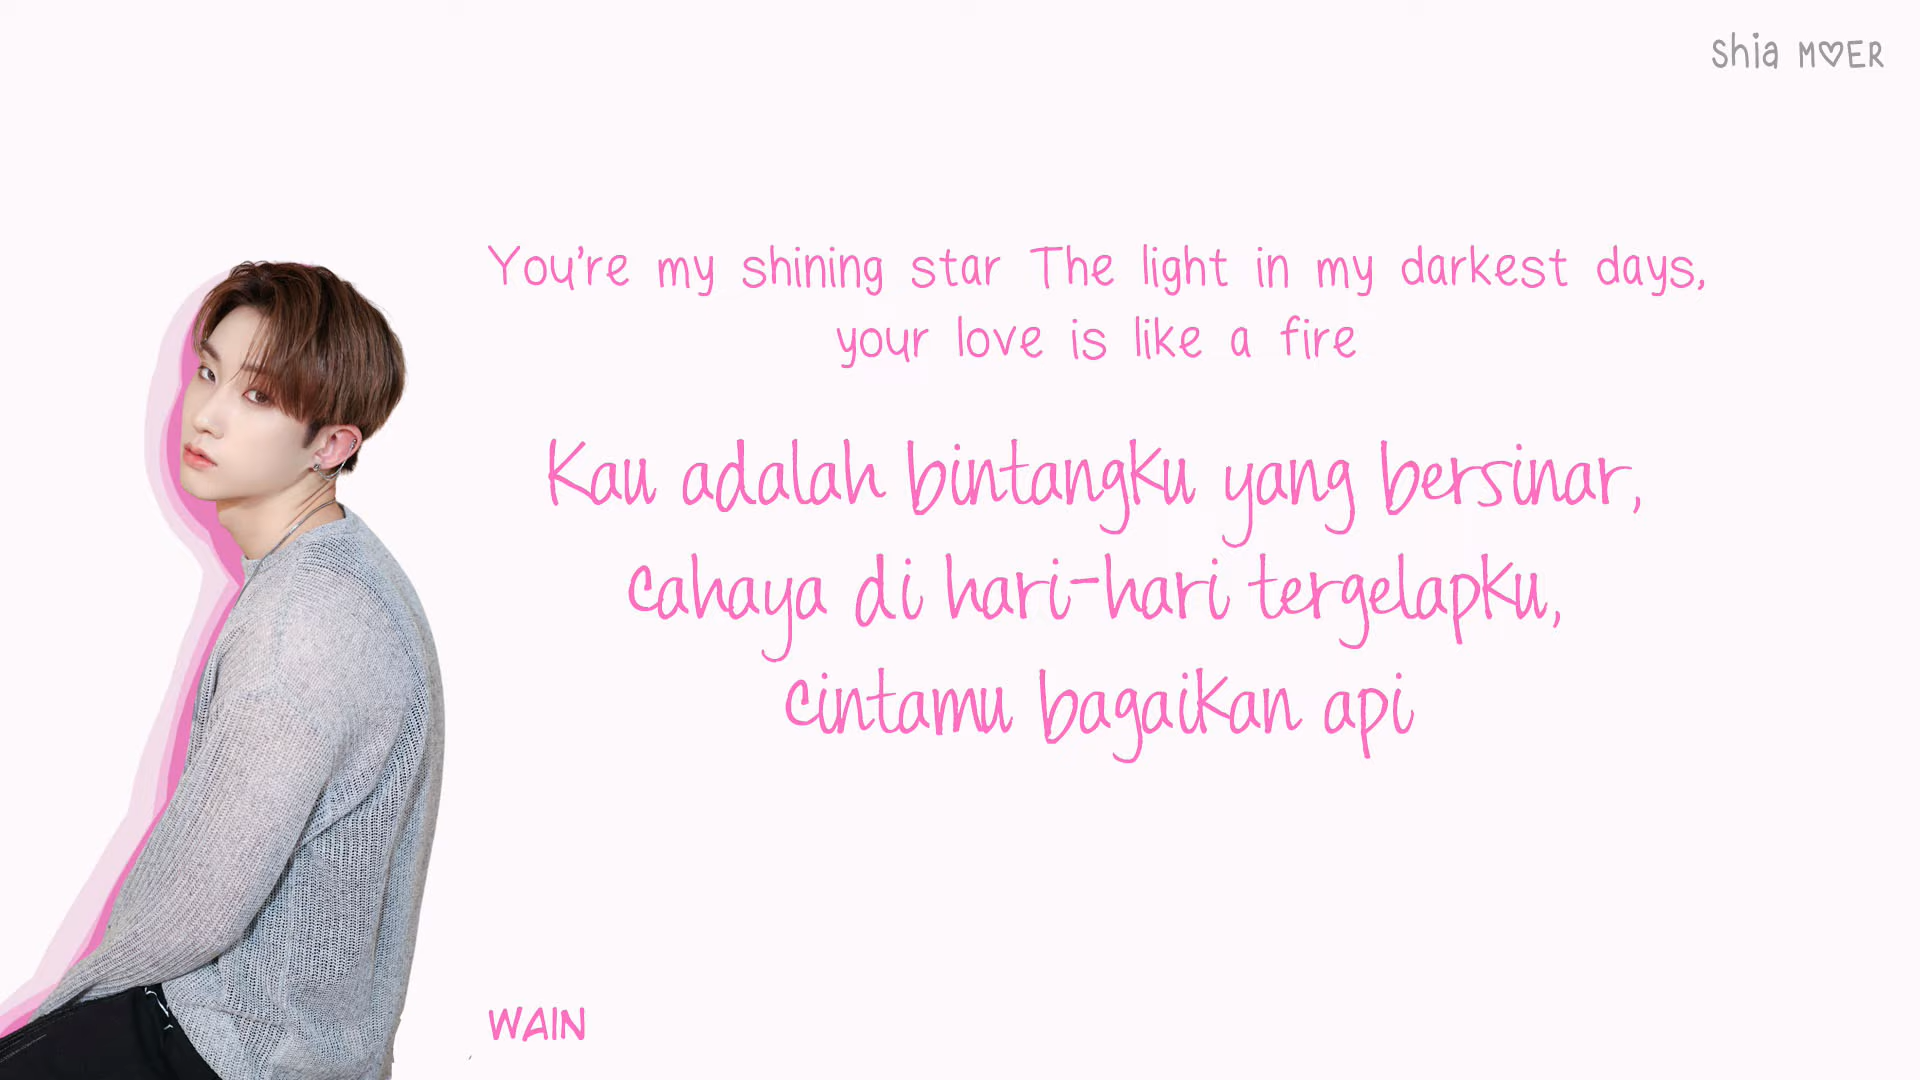 Shia M♡ER
You're my shining star The light in my darkest days,
your love is like a fire
Kau adalah bintangku yang bersinar,
cahaya di hari-hari tergelapku,
cintamu bagaikan api
WAIN